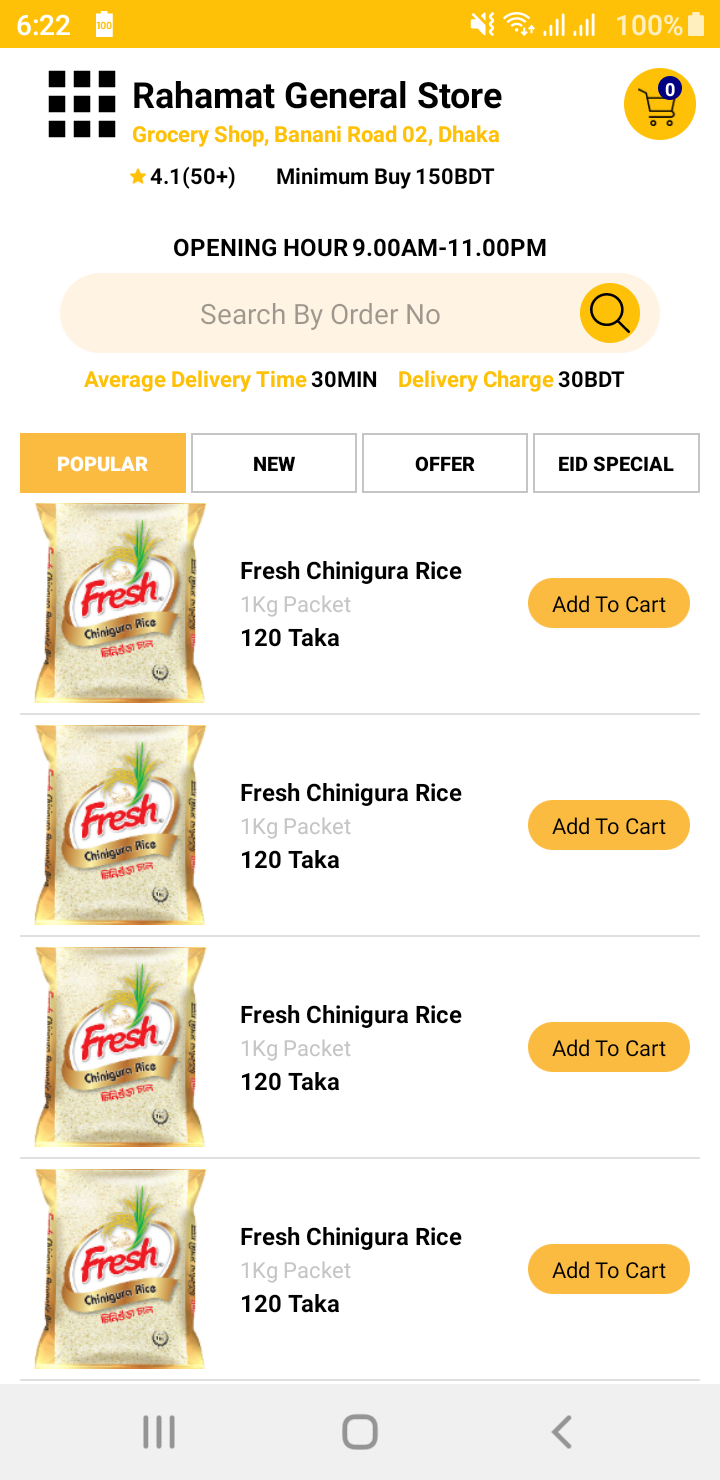 6:22 100 100%
Rahamat General Store 0
Grocery Shop, Banani Road 02, Dhaka
4.1(50+) Minimum Buy 150BDT
OPENING HOUR 9.00AM-11.00PM
Search By Order No
Average Delivery Time 30MIN Delivery Charge 30BDT
POPULAR NEW OFFER EID SPECIAL
Fresh
Chinigura Rice
চিনিগুঁড়া চাল
Fresh Chinigura Rice
1Kg Packet
120 Taka
Add To Cart
Fresh
Chinigura Rice
চিনিগুঁড়া চাল
Fresh Chinigura Rice
1Kg Packet
120 Taka
Add To Cart
Fresh
Chinigura Rice
চিনিগুঁড়া চাল
Fresh Chinigura Rice
1Kg Packet
120 Taka
Add To Cart
Fresh
Chinigura Rice
চিনিগুঁড়া চাল
Fresh Chinigura Rice
1Kg Packet
120 Taka
Add To Cart